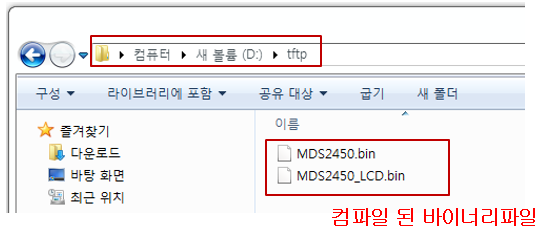 컴퓨터 ▸ 새 볼륨 (D:) ▸ tftp
구성 ▼ 라이브러리에 포함 ▼ 공유 대상 ▼ 굽기 새 폴더
즐겨찾기
다운로드
바탕 화면
최근 위치
이름
MDS2450.bin
MDS2450_LCD.bin
컴파일 된 바이너리파일